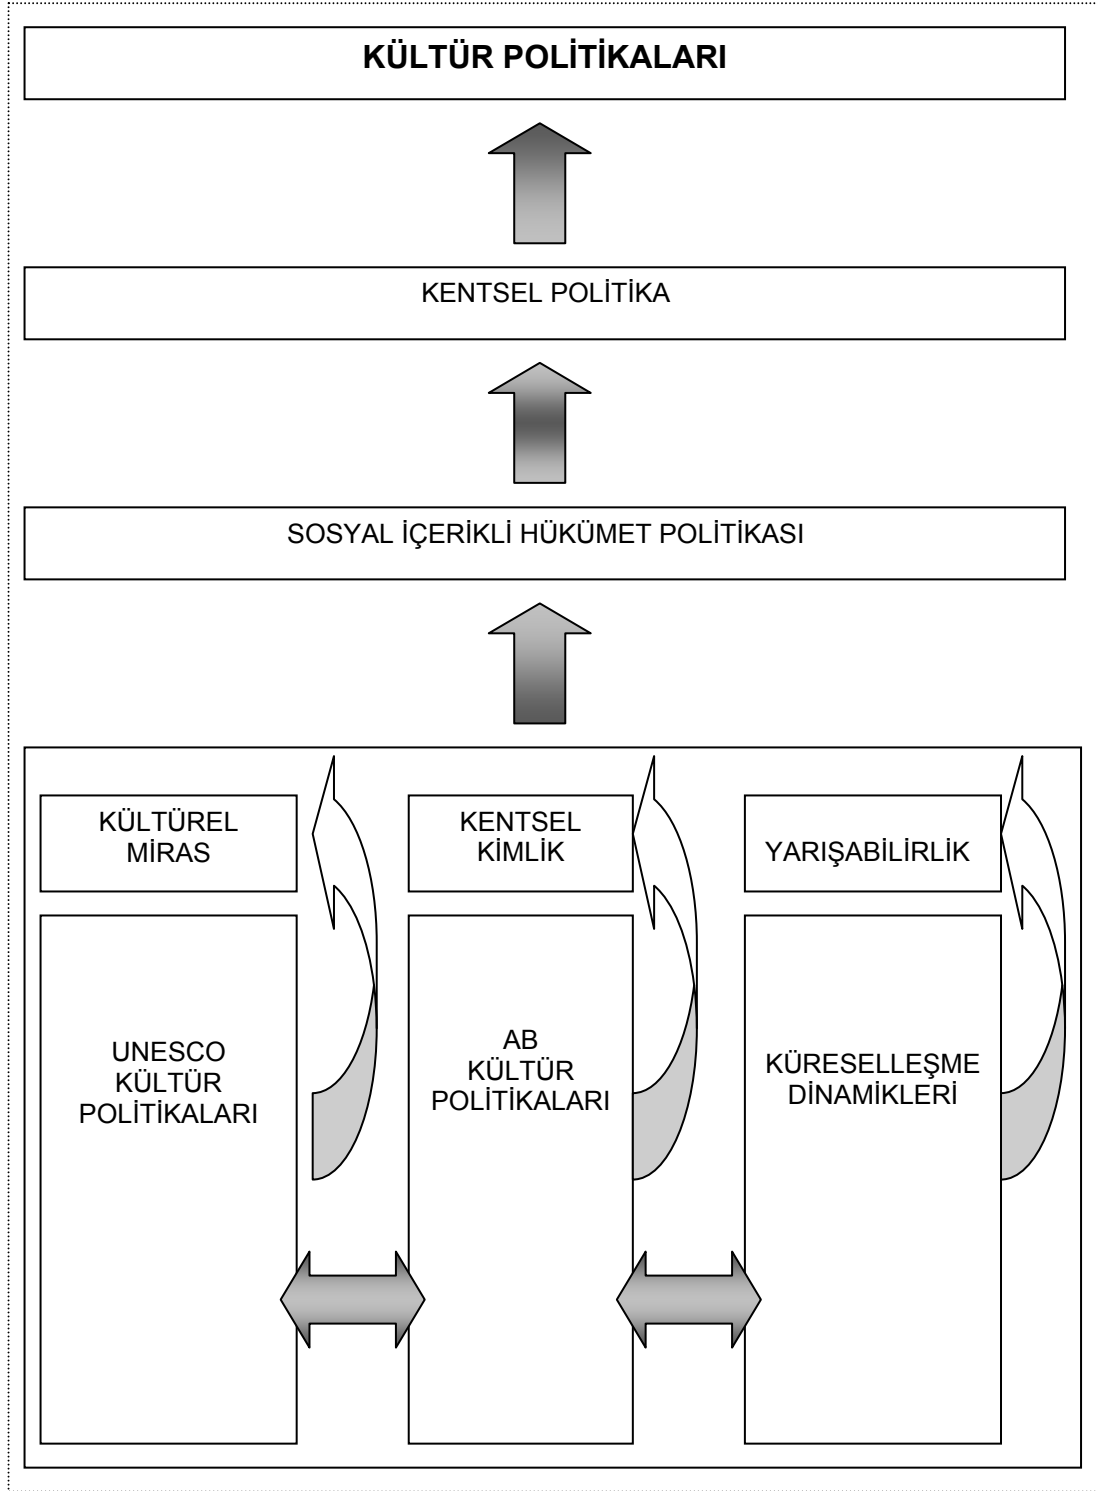 KÜLTÜR POLİTİKALARI
KENTSEL POLİTİKA
SOSYAL İÇERİKLİ HÜKÜMET POLİTİKASI
KÜLTÜREL
MİRAS
KENTSEL
KİMLİK
YARIŞABİLİRLİK
UNESCO
KÜLTÜR
POLİTİKALARI
AB
KÜLTÜR
POLİTİKALARI
KÜRESELLEŞME
DİNAMİKLERİ